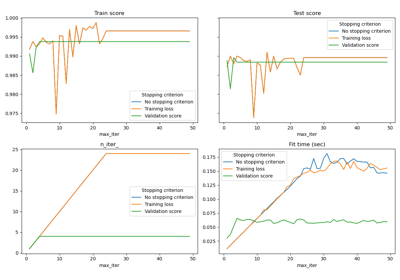 Train score
1.000
0.995
0.990
0.985
0.980
0.975
Stopping criterion
No stopping criterion
Training loss
Validation score
0 10 20 30 40 50
max_iter
Test score
Stopping criterion
No stopping criterion
Training loss
Validation score
0 10 20 30 40 50
max_iter
n_iter_
25
20
15
10
5
0
Stopping criterion
No stopping criterion
Training loss
Validation score
0 10 20 30 40 50
max_iter
Fit time (sec)
0.175
0.150
0.125
0.100
0.075
0.050
0.025
Stopping criterion
No stopping criterion
Training loss
Validation score
0 10 20 30 40 50
max_iter